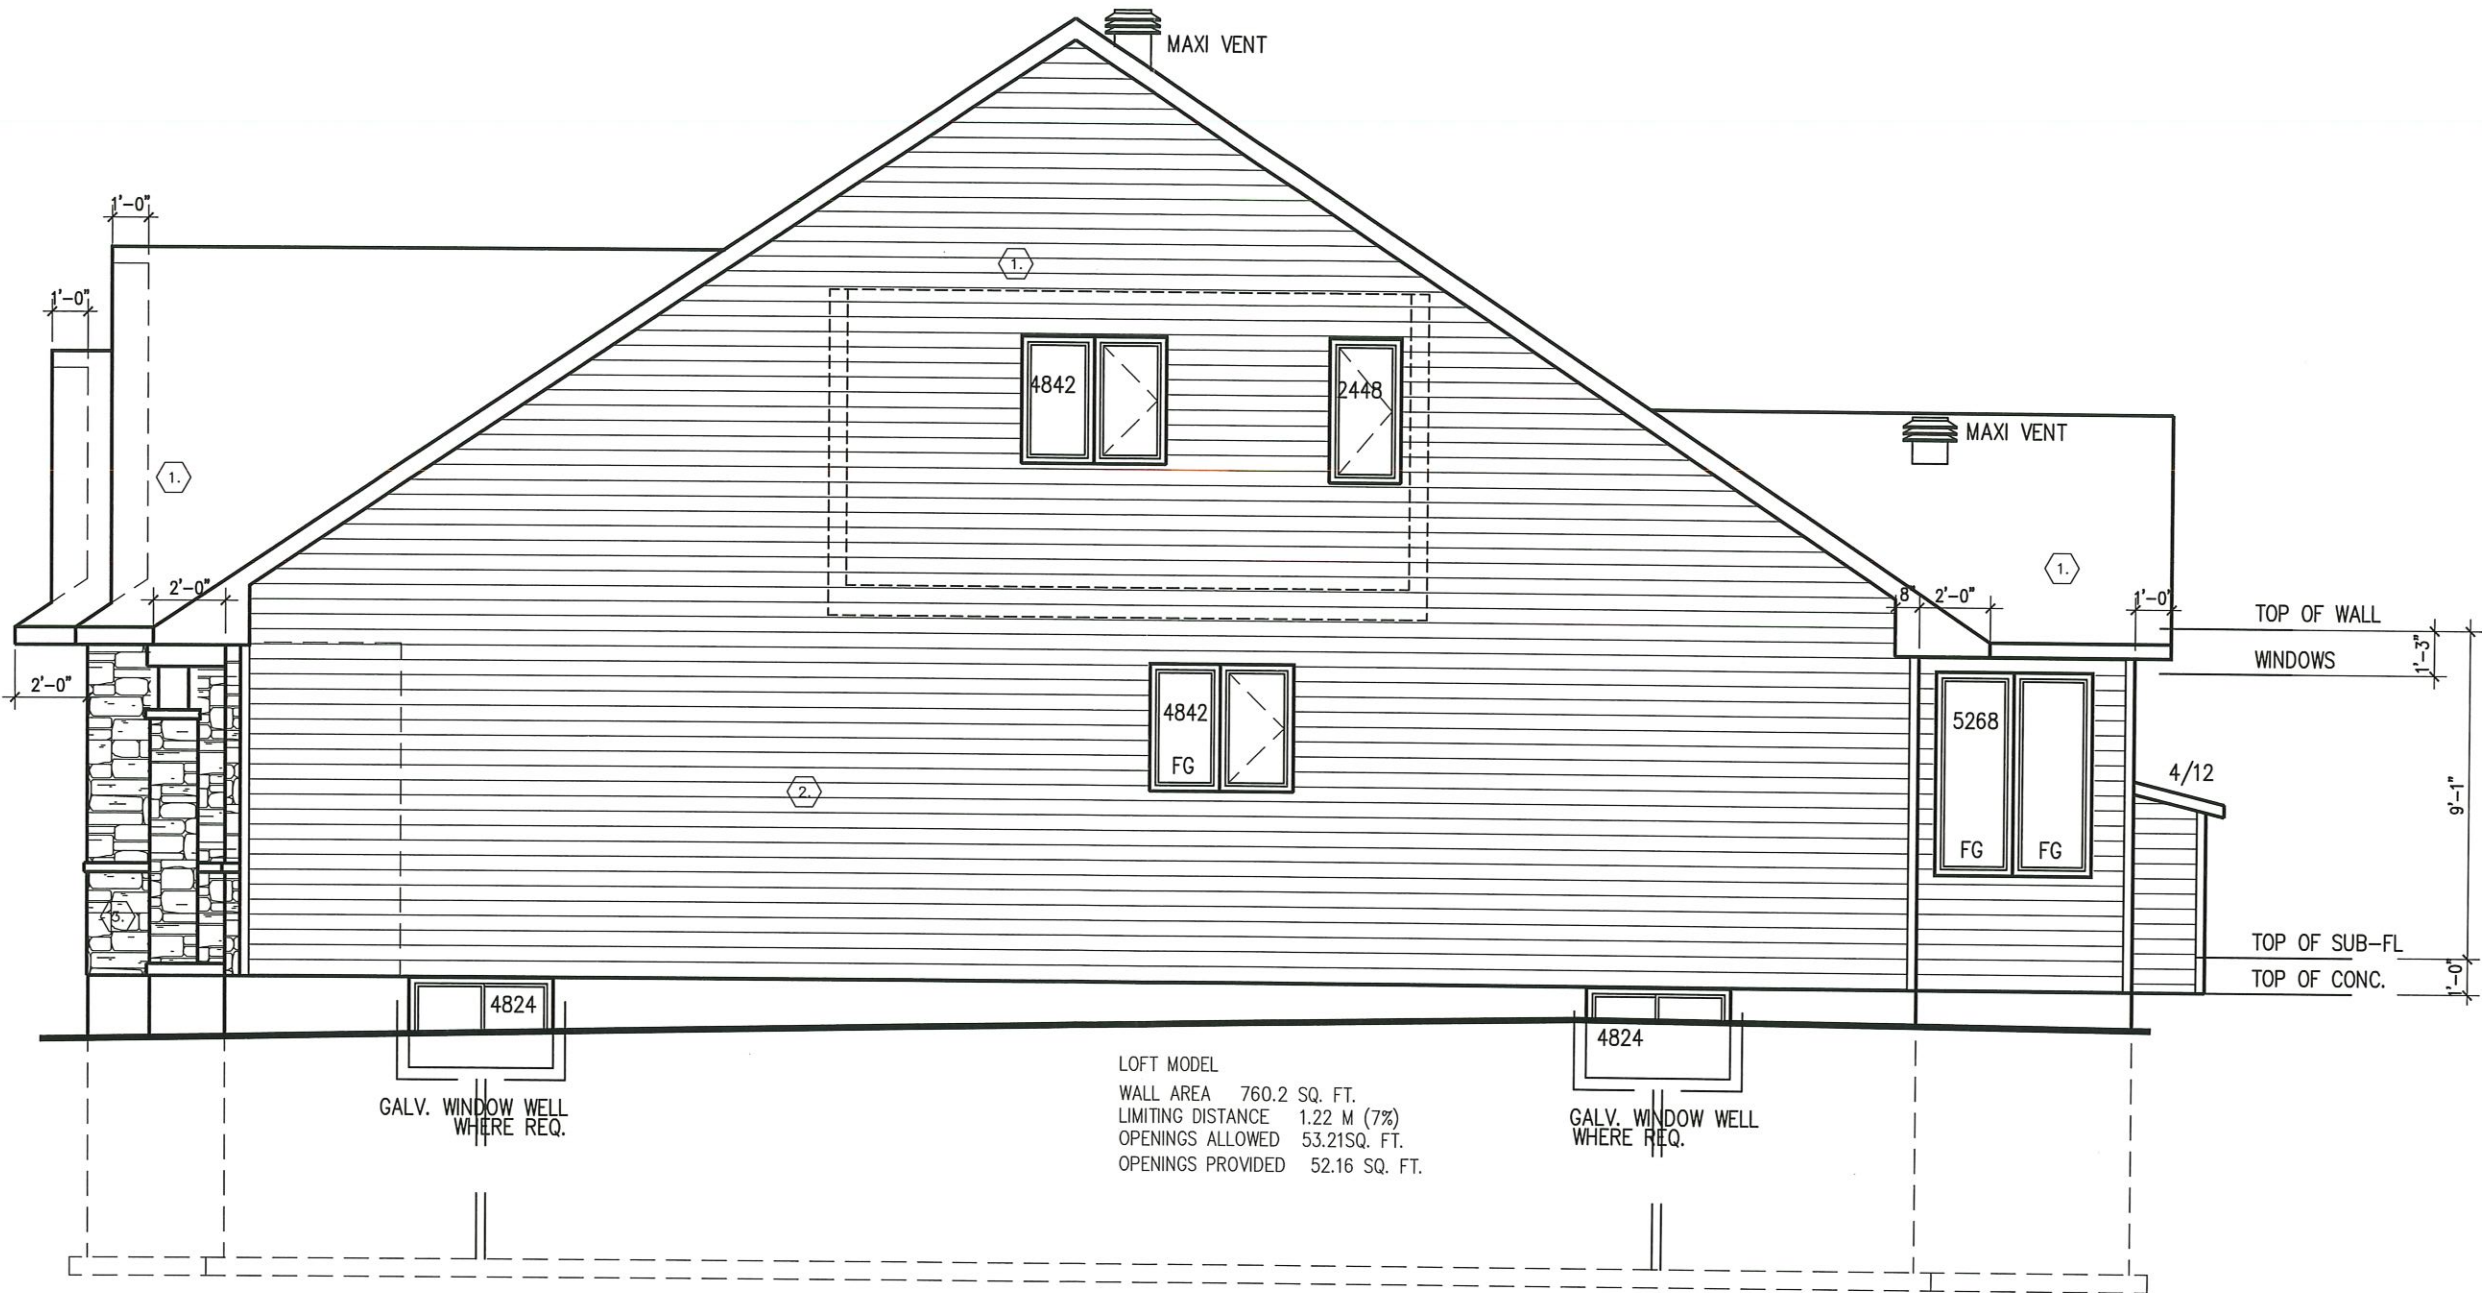 MAXI VENT
1'-0"
1'-0"
1.
4842
2448
MAXI VENT
1.
1.
2'-0"
8"
2'-0"
1'-0"
TOP OF WALL
WINDOWS
1'-3"
2'-0"
4842
FG
5268
FG
FG
4/12
9'-1"
2.
3.
TOP OF SUB-FL
TOP OF CONC.
1'-0"
4824
4824
GALV. WINDOW WELL
WHERE REQ.
LOFT MODEL
WALL AREA 760.2 SQ. FT.
LIMITING DISTANCE 1.22 M (7%)
OPENINGS ALLOWED 53.21SQ. FT.
OPENINGS PROVIDED 52.16 SQ. FT.
GALV. WINDOW WELL
WHERE REQ.